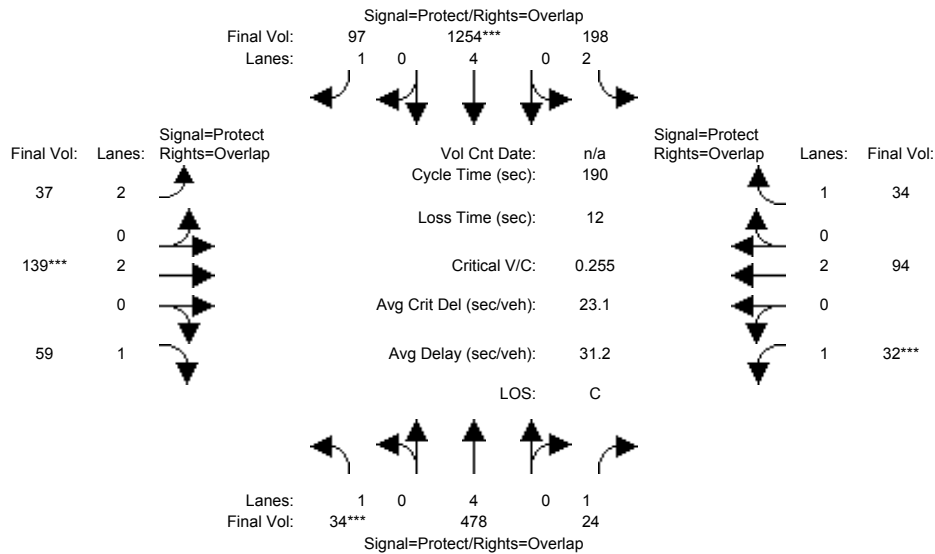 Signal=Protect/Rights=Overlap
Final Vol: 97 1254*** 198
Lanes: 1 0 4 0 2
Signal=Protect Signal=Protect
Final Vol: Lanes: Rights=Overlap Vol Cnt Date: n/a Rights=Overlap Lanes: Final Vol:
Cycle Time (sec): 190
37 2 1 34
Loss Time (sec): 12
0 0
139*** 2 Critical V/C: 0.255 2 94
0 Avg Crit Del (sec/veh): 23.1 0
59 1 Avg Delay (sec/veh): 31.2 1 32***
LOS: C
Lanes: 1 0 4 0 1
Final Vol: 34*** 478 24
Signal=Protect/Rights=Overlap